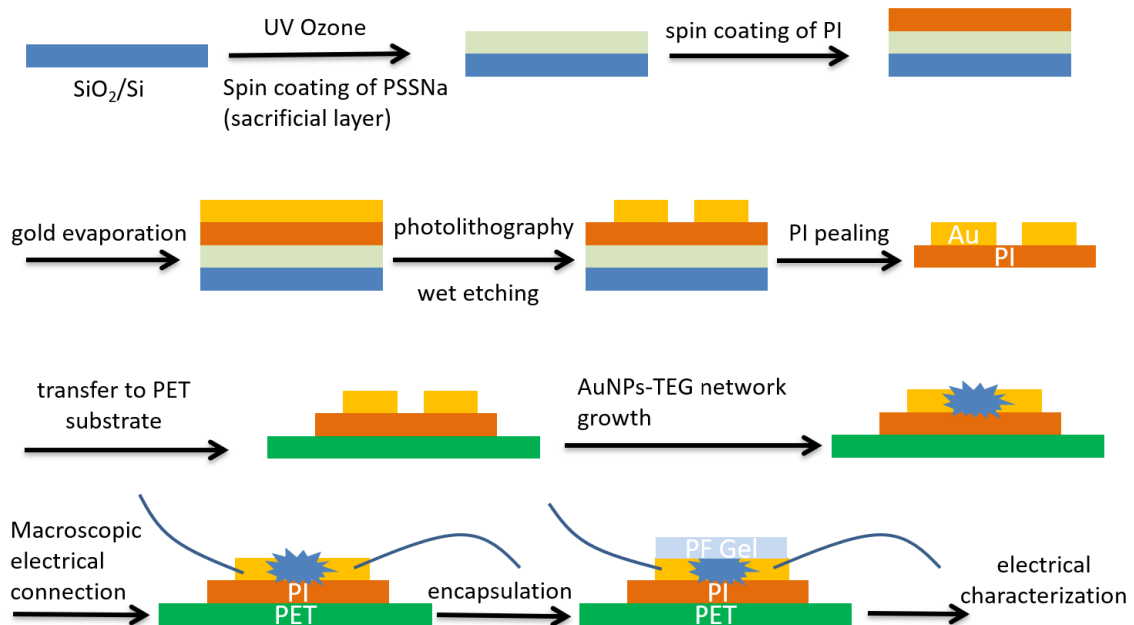 UV Ozone
SiO₂/Si
Spin coating of PSSNa
(sacrificial layer)
spin coating of PI
gold evaporation
photolithography
wet etching
PI pealing
Au
PI
transfer to PET
substrate
AuNPs-TEG network
growth
Macroscopic
electrical
connection
PI
PET
encapsulation
PF Gel
PI
PET
electrical
characterization